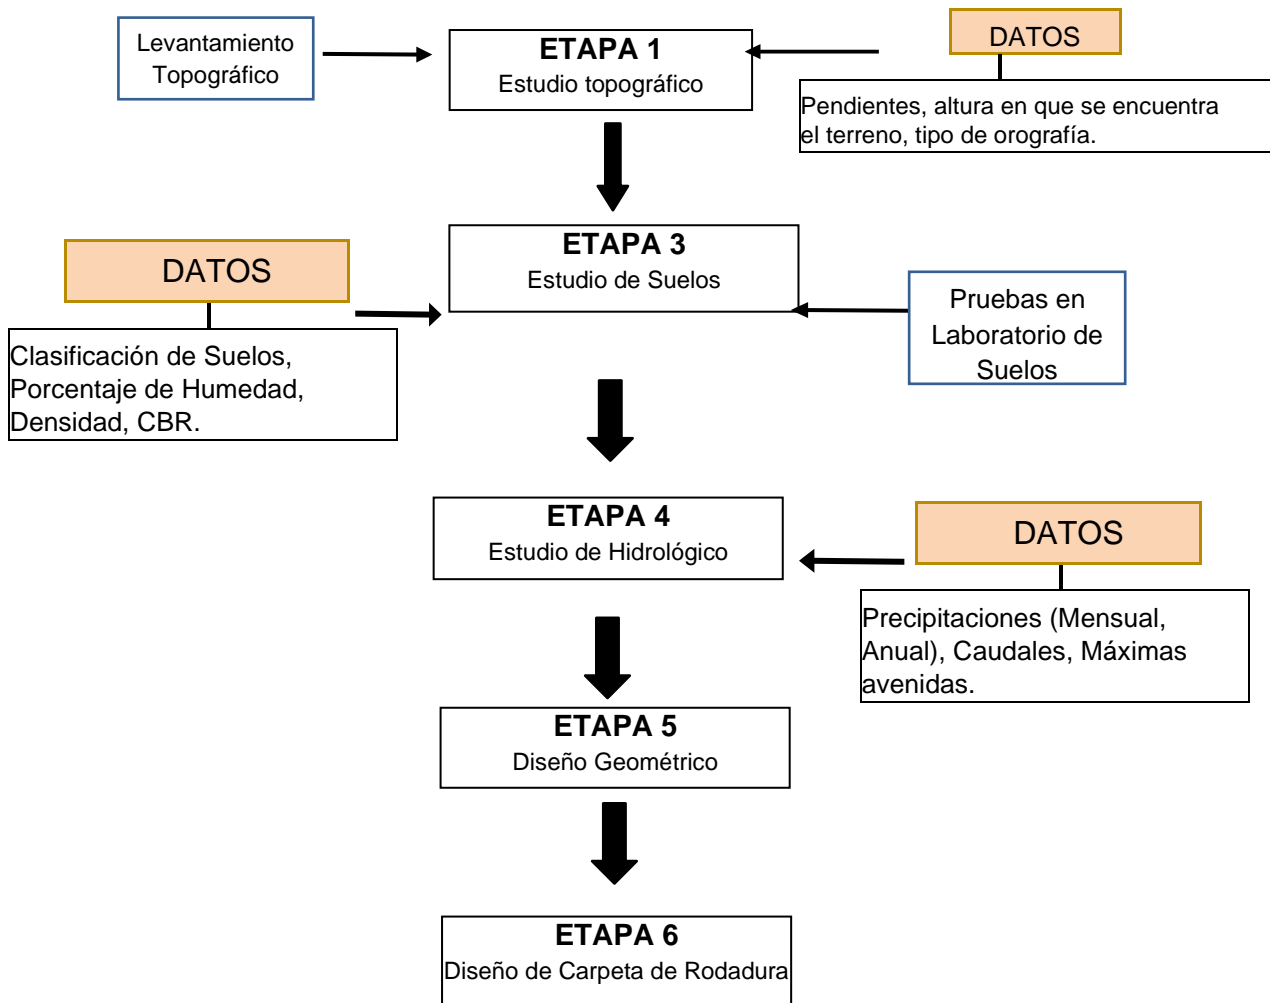 Levantamiento
Topográfico
ETAPA 1
Estudio topográfico
DATOS
Pendientes, altura en que se encuentra
el terreno, tipo de orografía.
ETAPA 3
Estudio de Suelos
DATOS
Clasificación de Suelos,
Porcentaje de Humedad,
Densidad, CBR.
Pruebas en
Laboratorio de
Suelos
ETAPA 4
Estudio de Hidrológico
DATOS
Precipitaciones (Mensual,
Anual), Caudales, Máximas
avenidas.
ETAPA 5
Diseño Geométrico
ETAPA 6
Diseño de Carpeta de Rodadura